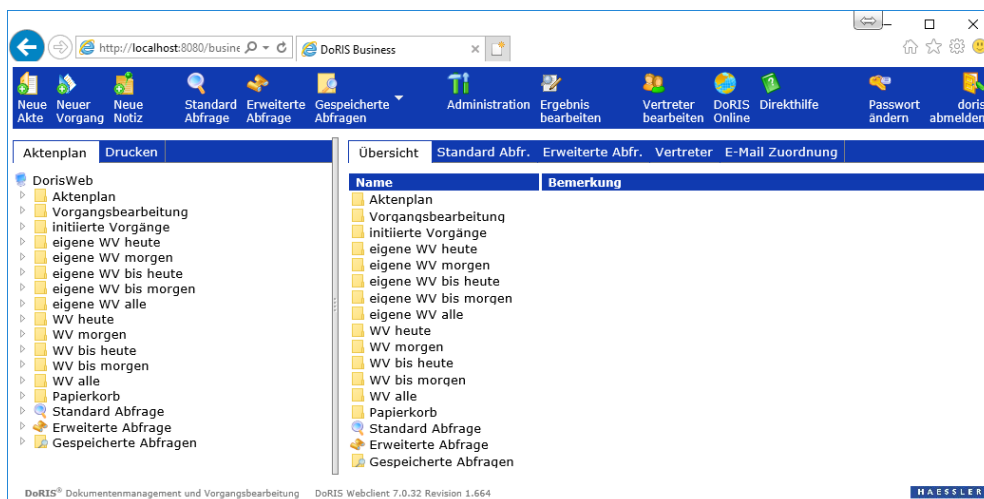 http://localhost:8080/busine
DoRIS Business
Neue Akte
Neuer Vorgang
Neue Notiz
Standard Abfrage
Erweiterte Abfrage
Gespeicherte Abfragen
Administration
Ergebnis bearbeiten
Vertreter bearbeiten
DoRIS Online
Direkthilfe
Passwort ändern
doris abmelden
Aktenplan Drucken
DorisWeb
Aktenplan
Vorgangsbearbeitung
initiierte Vorgänge
eigene WV heute
eigene WV morgen
eigene WV bis heute
eigene WV bis morgen
eigene WV alle
WV heute
WV morgen
WV bis heute
WV bis morgen
WV alle
Papierkorb
Standard Abfrage
Erweiterte Abfrage
Gespeicherte Abfragen
Übersicht Standard Abfr. Erweiterte Abfr. Vertreter E-Mail Zuordnung
Name Bemerkung
Aktenplan
Vorgangsbearbeitung
initiierte Vorgänge
eigene WV heute
eigene WV morgen
eigene WV bis heute
eigene WV bis morgen
eigene WV alle
WV heute
WV morgen
WV bis heute
WV bis morgen
WV alle
Papierkorb
Standard Abfrage
Erweiterte Abfrage
Gespeicherte Abfragen
DoRIS® Dokumentenmanagement und Vorgangsbearbeitung DoRIS Webclient 7.0.32 Revision 1.664
HAESSLER